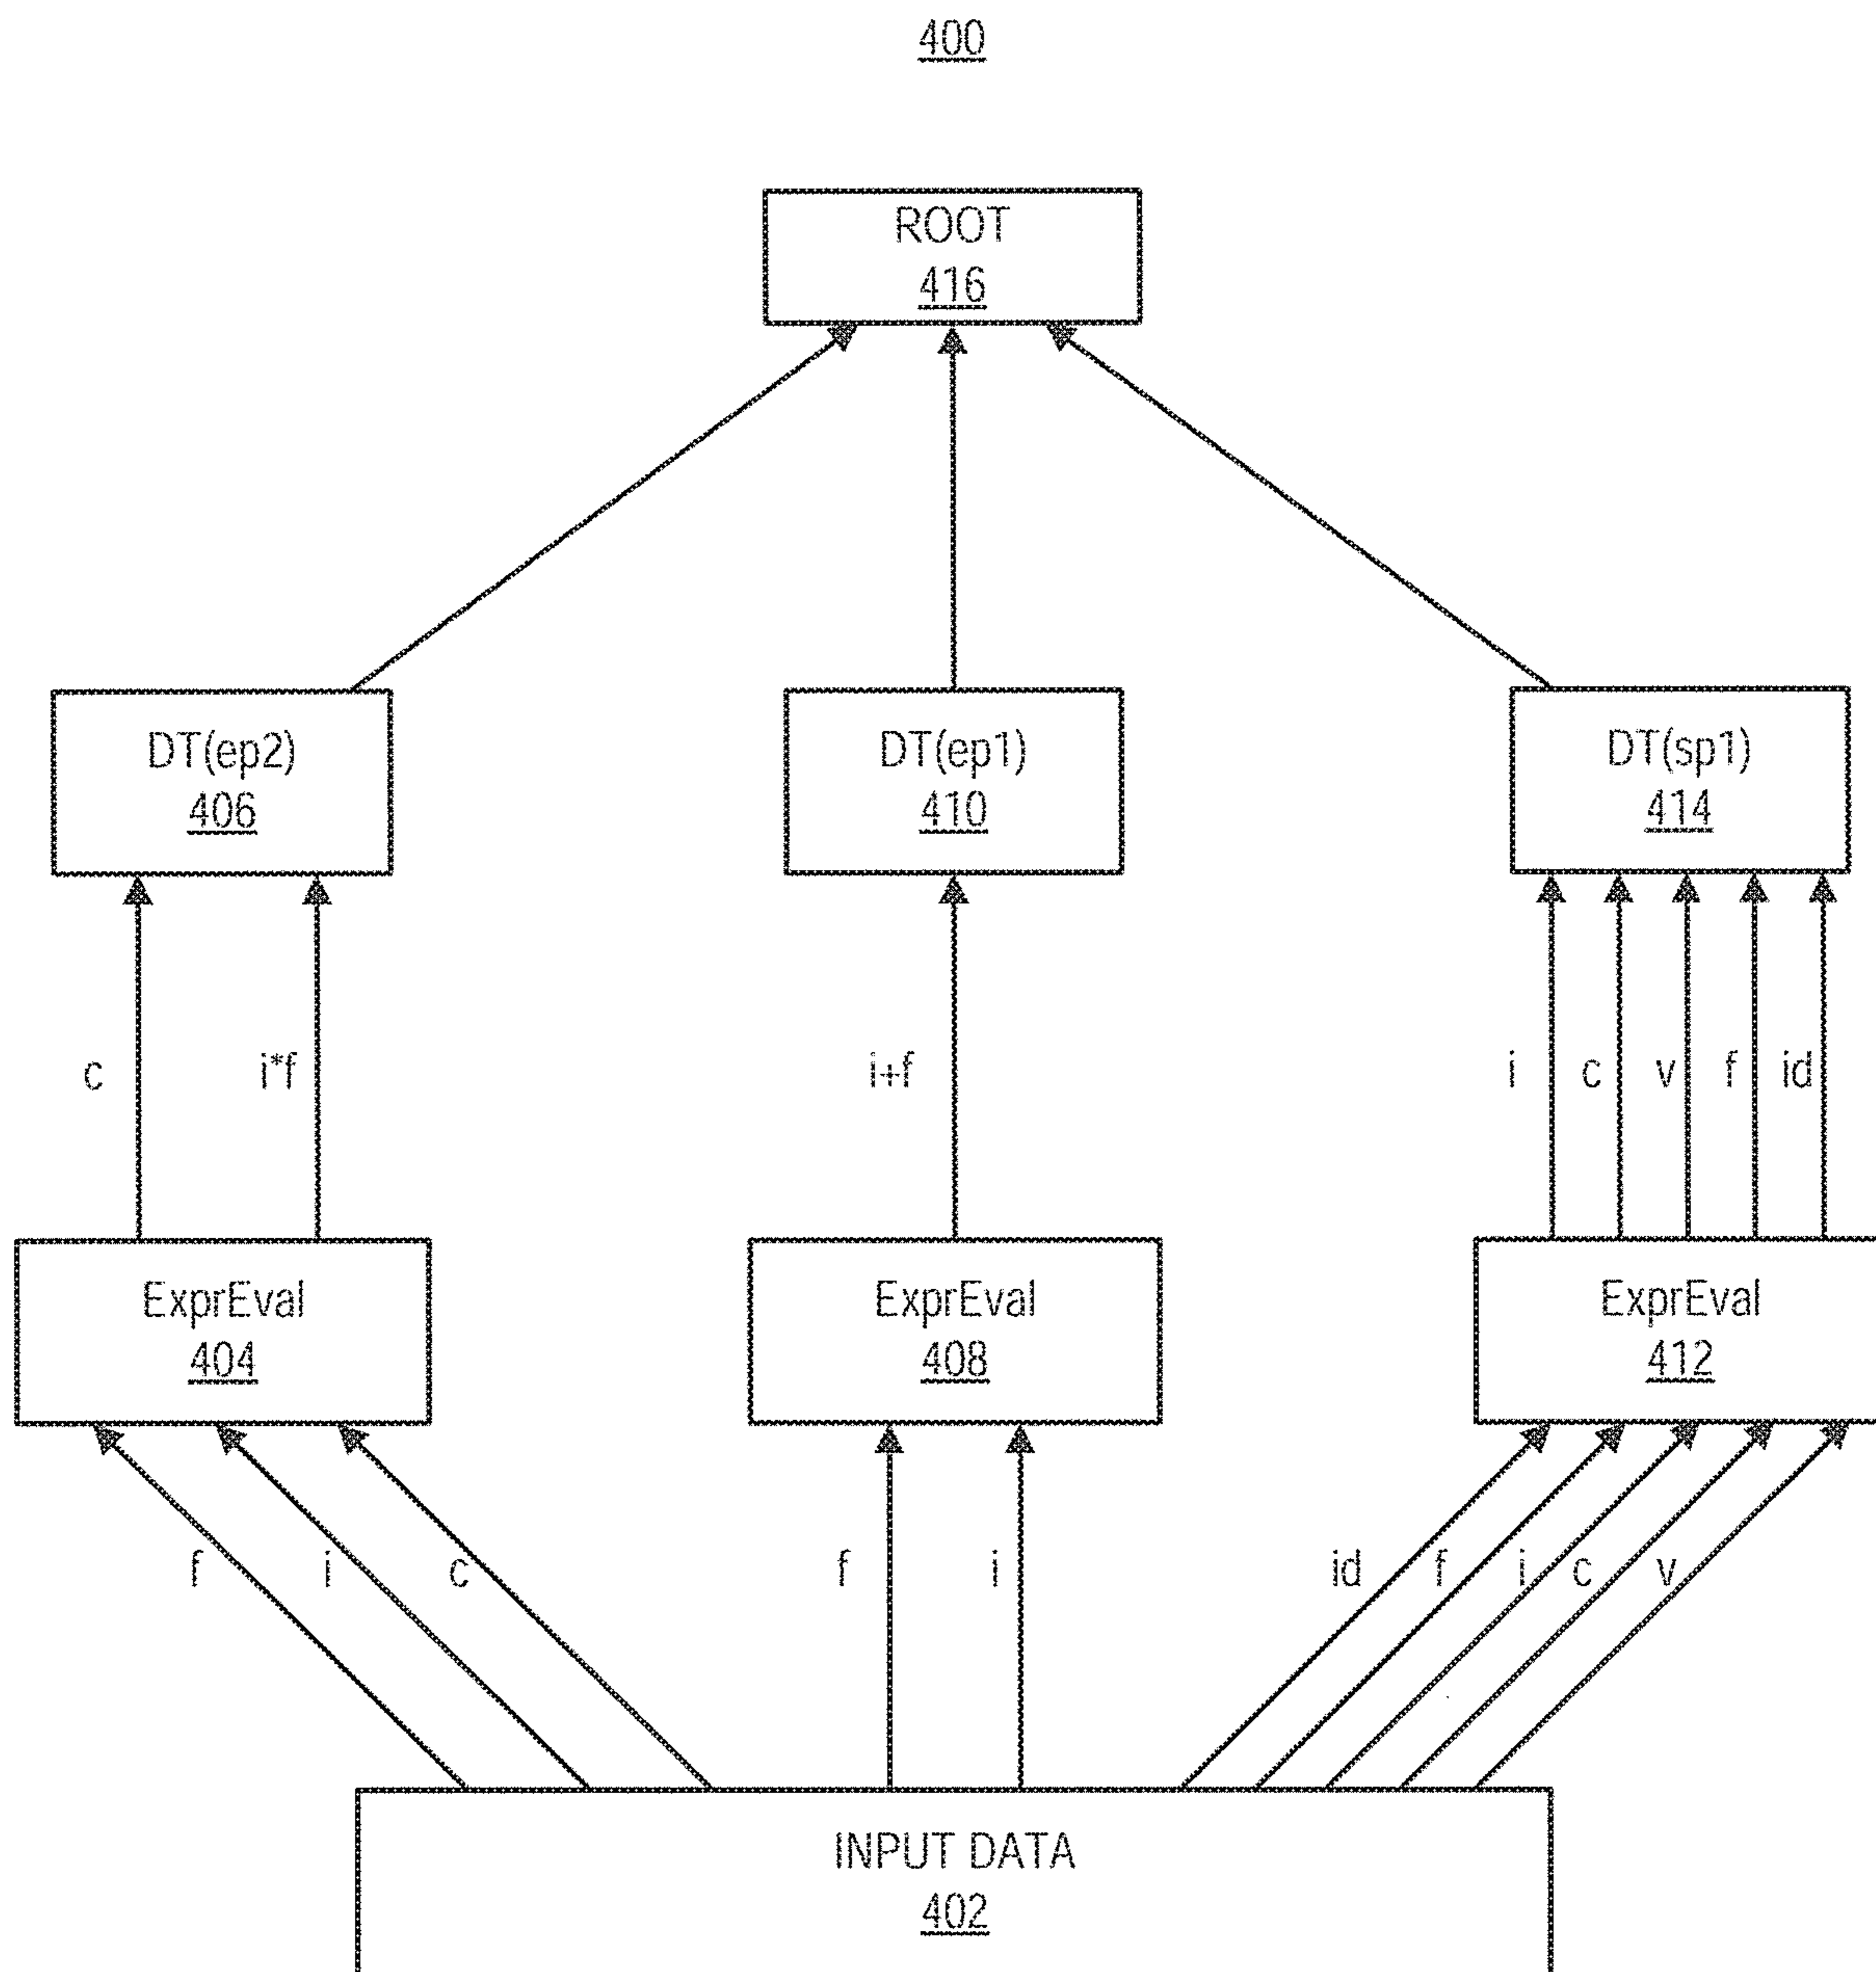 400
ROOT
416
DT(ep2)
406
DT(ep1)
410
DT(sp1)
414
c
i*f
i+f
i
c
v
f
id
ExprEval
404
ExprEval
408
ExprEval
412
f
i
c
f
i
id
f
i
c
v
INPUT DATA
402